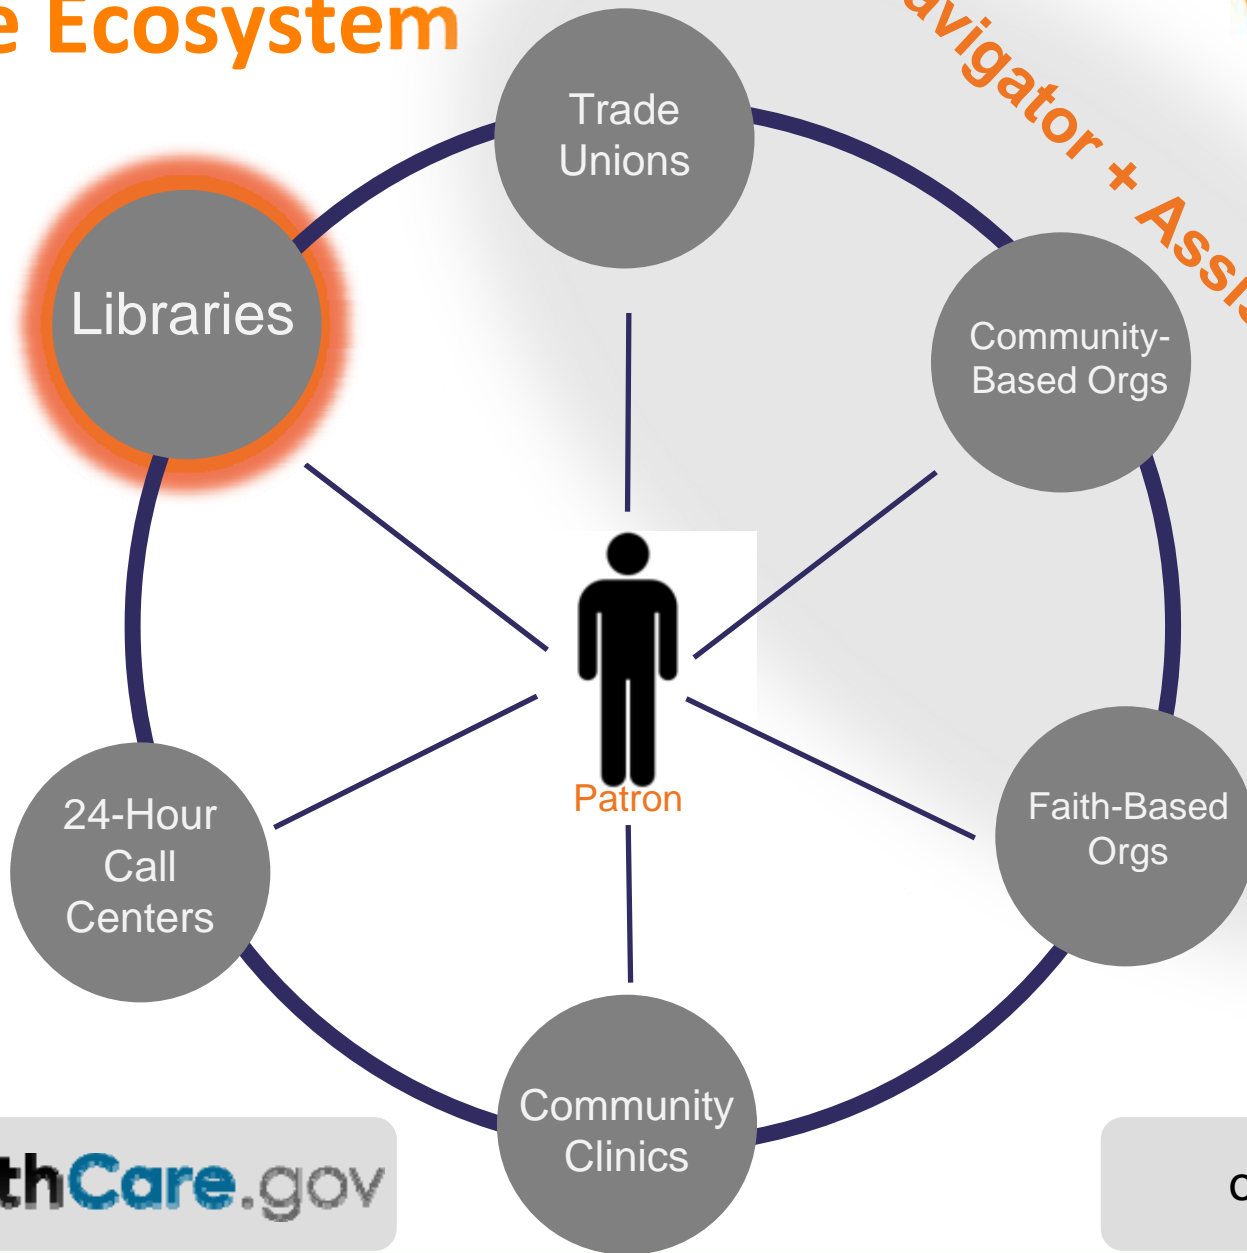 e Ecosystem
avigator + Assis
Trade
Unions
Libraries
Community-
Based Orgs
Patron
24-Hour
Call
Centers
Faith-Based
Orgs
Community
Clinics
thCare.gov